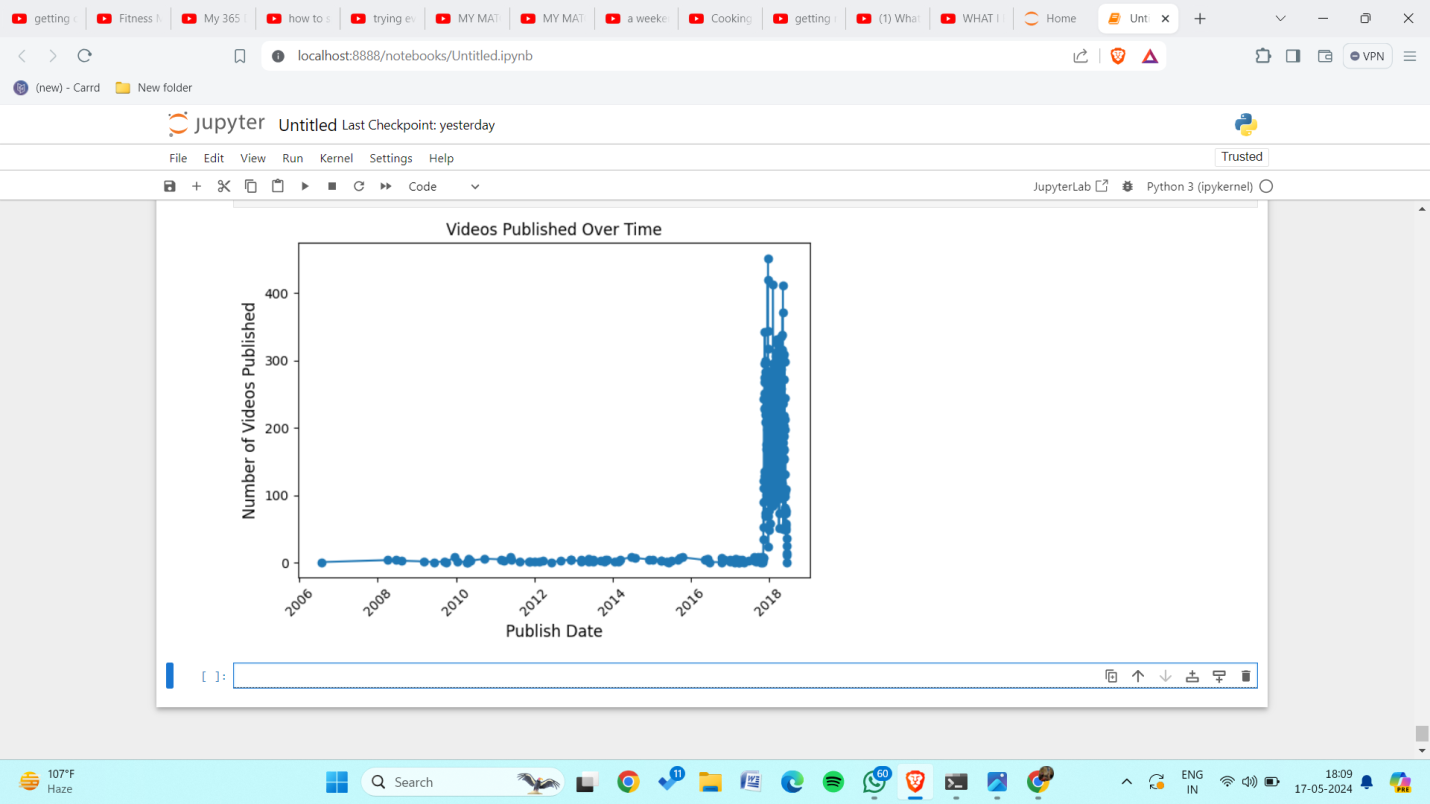 getting
Fitness
My 365
how to s
trying ev
MY MAT
MY MAT
a weeke
Cooking
getting
(1) What
WHAT I
Home
Unt
localhost:8888/notebooks/Untitled.ipynb
VPN
(new) - Carrd
New folder
jupyter Untitled Last Checkpoint: yesterday
File Edit View Run Kernel Settings Help
Trusted
Code
JupyterLab
Python 3 (ipykernel)
Videos Published Over Time
Number of Videos Published
400
300
200
100
0
2006 2008 2010 2012 2014 2016 2018
Publish Date
[ ]:
107°F
Haze
Search
11
60
ENG
IN
18:09
17-05-2024
PRE